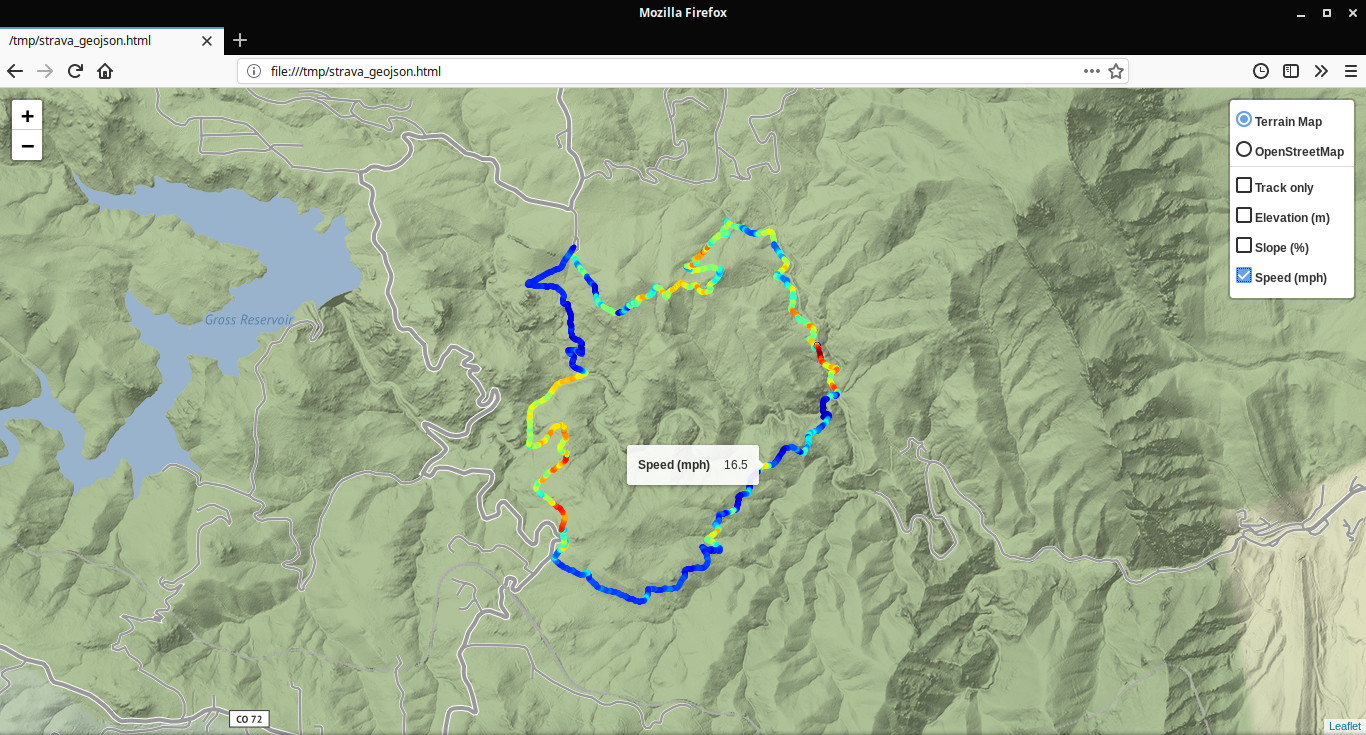 Mozilla Firefox
/tmp/strava_geojson.html
file:///tmp/strava_geojson.html
+
−
Terrain Map
OpenStreetMap
Track only
Elevation (m)
Slope (%)
Speed (mph)
Gross Reservoir
Speed (mph) 16.5
CO 72
Leaflet